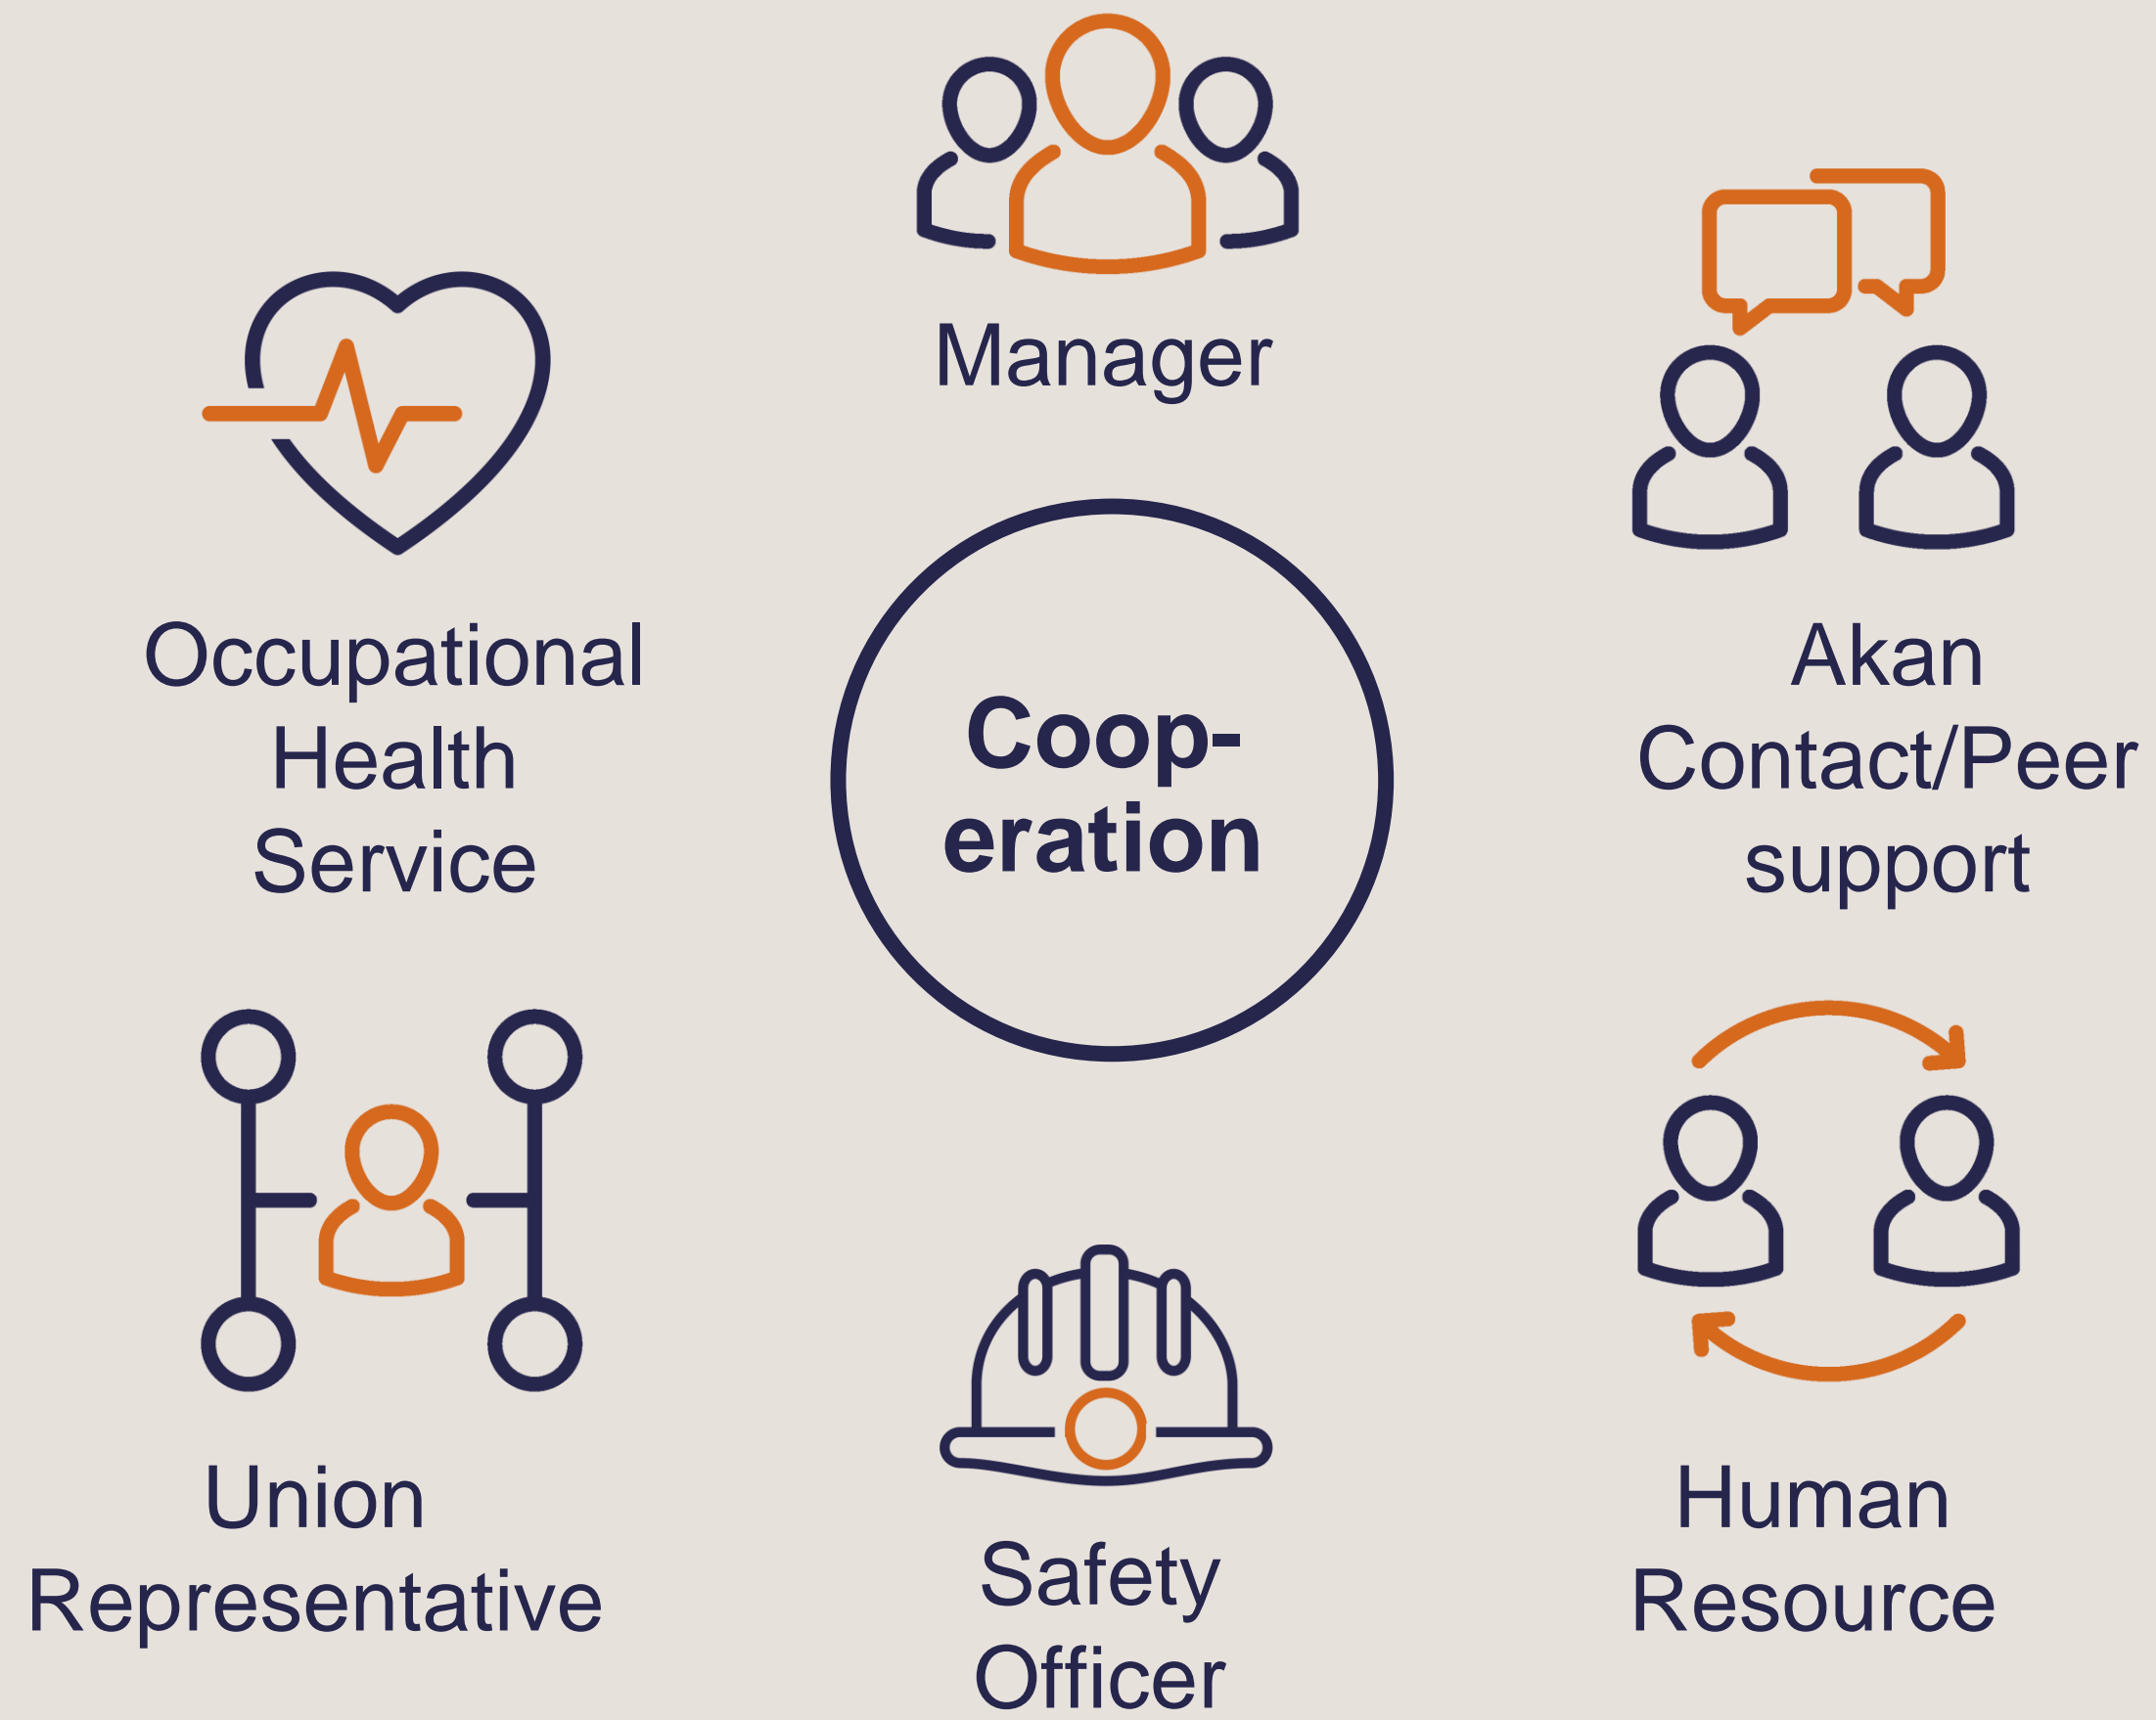 Manager
Occupational
Health
Service
Coop-
eration
Akan
Contact/Peer
support
Union
Representative
Safety
Officer
Human
Resource